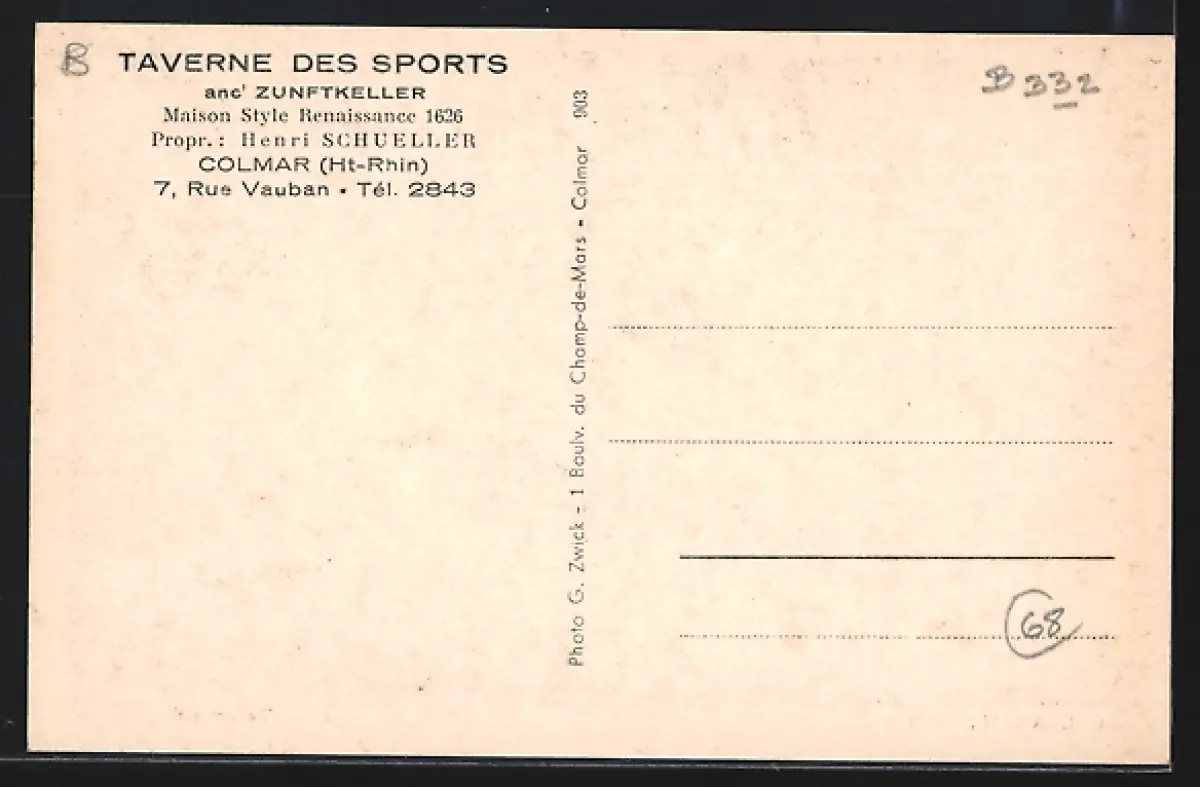 B
TAVERNE DES SPORTS
anc' ZUNFTKELLER
Maison Style Renaissance 1626
Propr.: Henri SCHUELLER
COLMAR (Ht-Rhin)
7, Rue Vauban • Tél. 2843
Photo G. Zwick - 1 Boulv. du Champ-de-Mars • Colmar 903
B 332
68